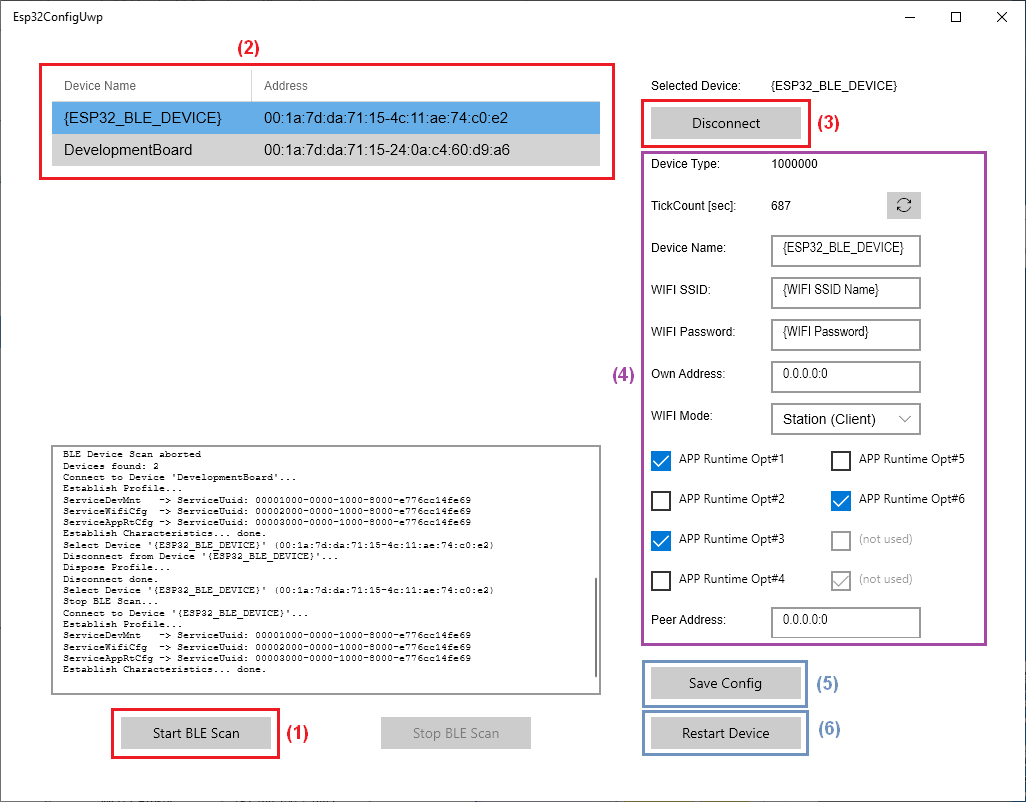 Esp32ConfigUwp
(2)
Device Name Address
{ESP32_BLE_DEVICE} 00:1a:7d:da:71:15-4c:11:ae:74:c0:e2
DevelopmentBoard 00:1a:7d:da:71:15-24:0a:c4:60:d9:a6
Selected Device: {ESP32_BLE_DEVICE}
Disconnect (3)
Device Type: 1000000
TickCount [sec]: 687
Device Name: {ESP32_BLE_DEVICE}
WIFI SSID: {WIFI SSID Name}
WIFI Password: {WIFI Password}
(4)
Own Address: 0.0.0.0:0
WIFI Mode: Station (Client)
APP Runtime Opt#1 APP Runtime Opt#5
APP Runtime Opt#2 APP Runtime Opt#6
APP Runtime Opt#3 (not used)
APP Runtime Opt#4 (not used)
Peer Address: 0.0.0.0:0
BLE Device Scan aborted
Devices found: 2
Connect to Device 'DevelopmentBoard'...
Establish Profile...
ServiceDevMnt -> ServiceUuid: 00001000-0000-1000-8000-e776cc14fe69
ServiceWifiCfg -> ServiceUuid: 00002000-0000-1000-8000-e776cc14fe69
ServiceAppRtCfg -> ServiceUuid: 00003000-0000-1000-8000-e776cc14fe69
Establish Characteristics... done.
Select Device '{ESP32_BLE_DEVICE}' (00:1a:7d:da:71:15-4c:11:ae:74:c0:e2)
Disconnect from Device '{ESP32_BLE_DEVICE}'...
Dispose Profile...
Disconnect done.
Select Device '{ESP32_BLE_DEVICE}' (00:1a:7d:da:71:15-4c:11:ae:74:c0:e2)
Stop BLE Scan...
Connect to Device '{ESP32_BLE_DEVICE}'...
Establish Profile...
ServiceDevMnt -> ServiceUuid: 00001000-0000-1000-8000-e776cc14fe69
ServiceWifiCfg -> ServiceUuid: 00002000-0000-1000-8000-e776cc14fe69
ServiceAppRtCfg -> ServiceUuid: 00003000-0000-1000-8000-e776cc14fe69
Establish Characteristics... done.
Save Config (5)
Start BLE Scan (1) Stop BLE Scan
Restart Device (6)